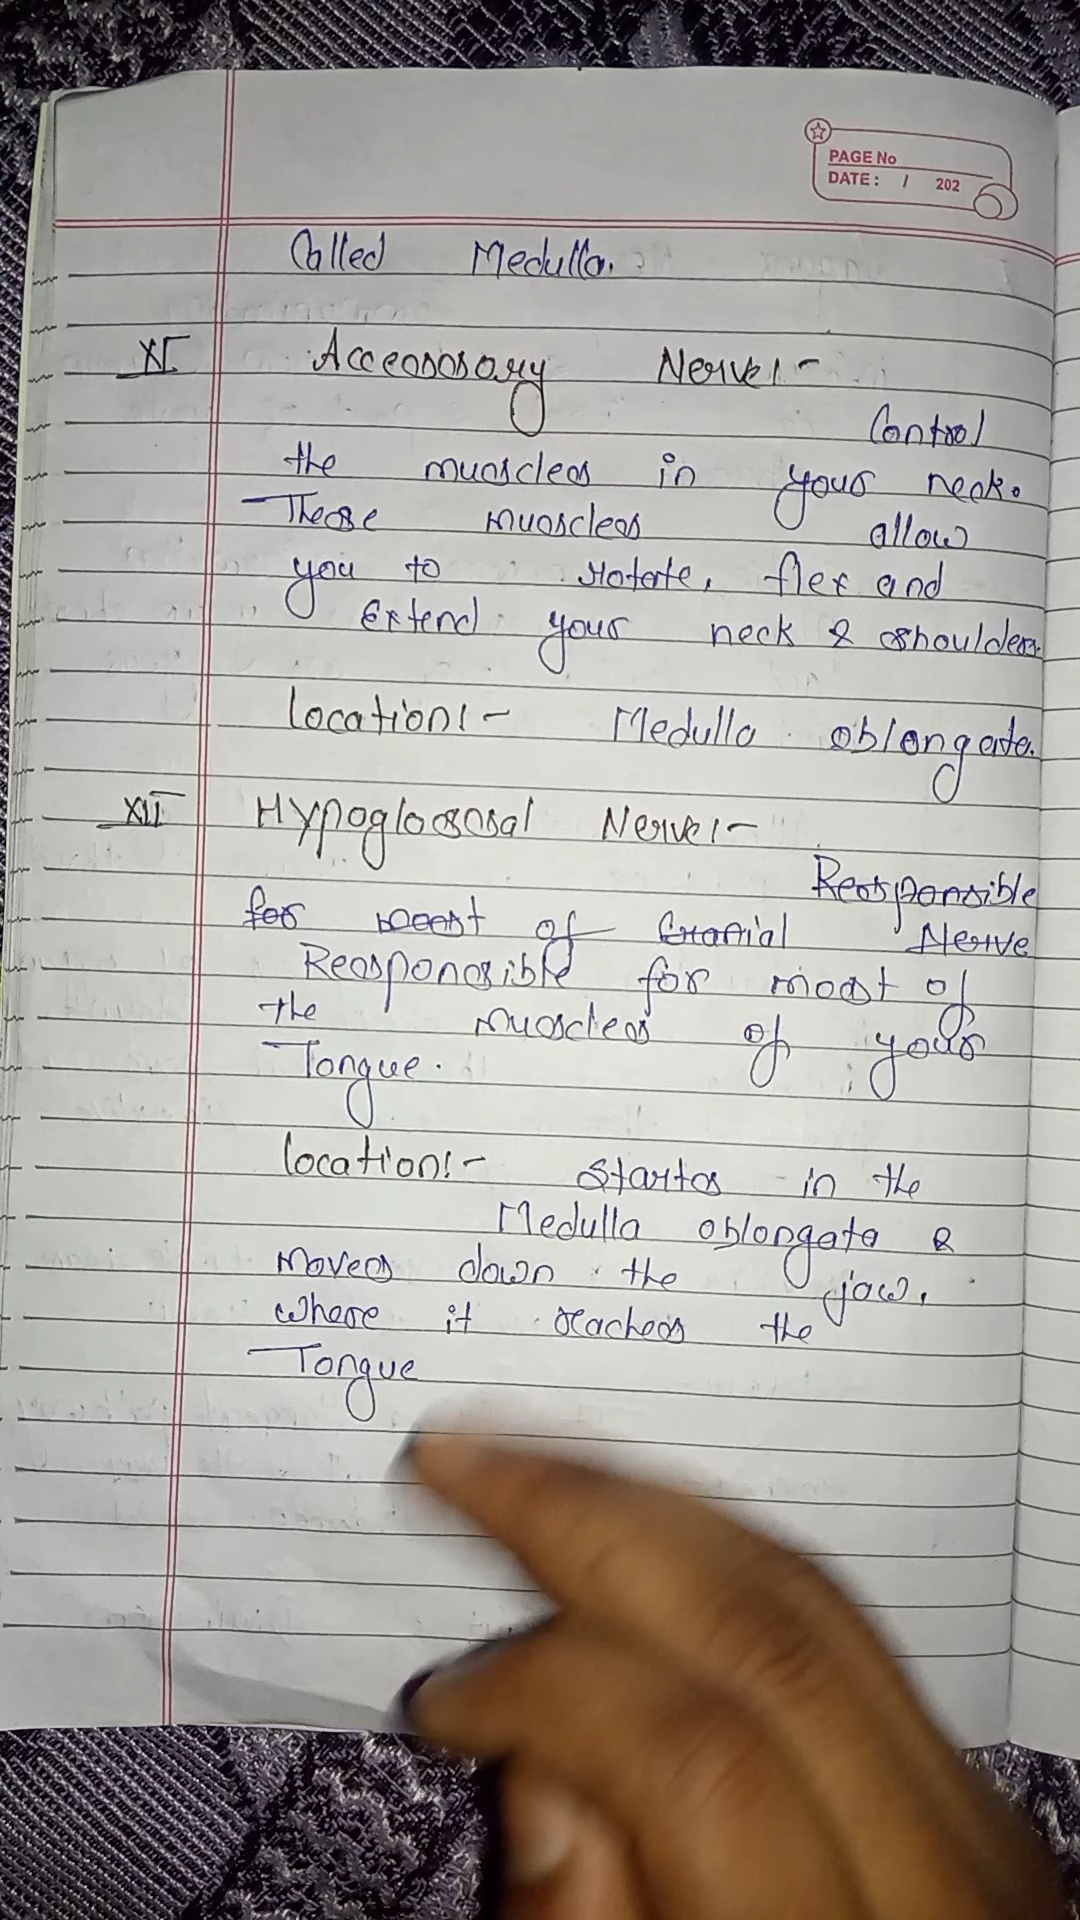 PAGE No
DATE: / 202
Called Medulla.
XI Accessory Nerve:-
Control
the muscles in your neck.
These muscles allow
you to rotate, flex and
Extend your neck & shoulders.
location:- Medulla oblongata.
XII Hypoglossal Nerve:-
Responsible
for most of Cranial Nerve
Responsible for most of
the muscles of your
Tongue.
location:- Starts in the
Medulla oblongata &
Moves down the jaw,
where it reaches the
Tongue